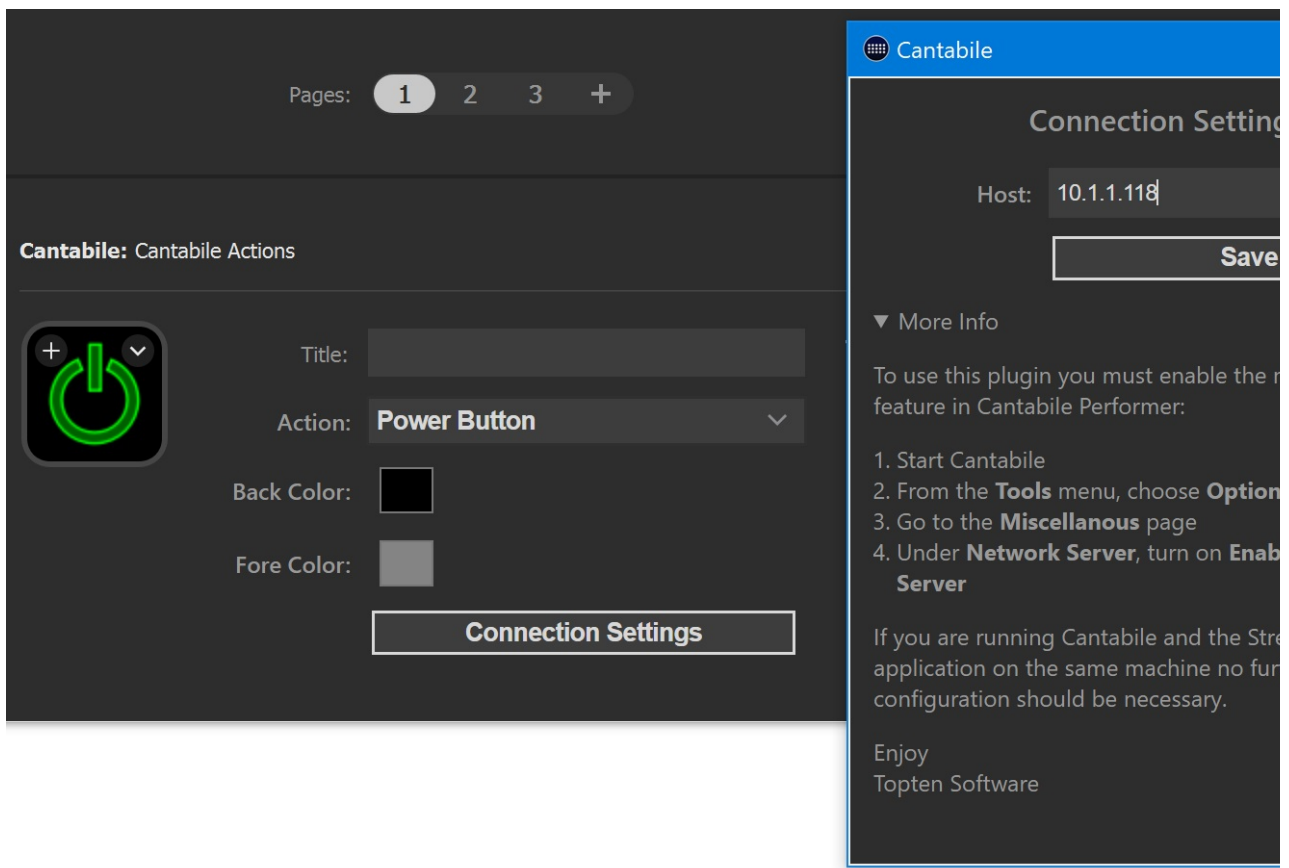 Pages: 1 2 3 +
Cantabile: Cantabile Actions
Title:
Action: Power Button
Back Color:
Fore Color:
Connection Settings
Cantabile
Connection Setting
Host: 10.1.1.118
Save
▼ More Info
To use this plugin you must enable the
feature in Cantabile Performer:
1. Start Cantabile
2. From the Tools menu, choose Option
3. Go to the Miscellanous page
4. Under Network Server, turn on Enab
Server
If you are running Cantabile and the Stre
application on the same machine no fur
configuration should be necessary.
Enjoy
Topten Software